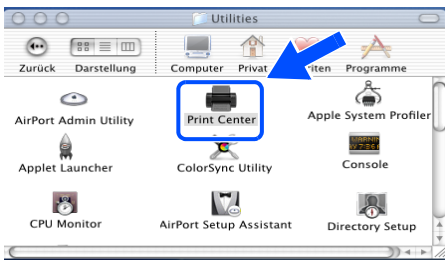 Utilities
Zurück Darstellung Computer Privat riten Programme
AirPort Admin Utility Print Center Apple System Profiler
Applet Launcher ColorSync Utility Console
CPU Monitor AirPort Setup Assistant Directory Setup